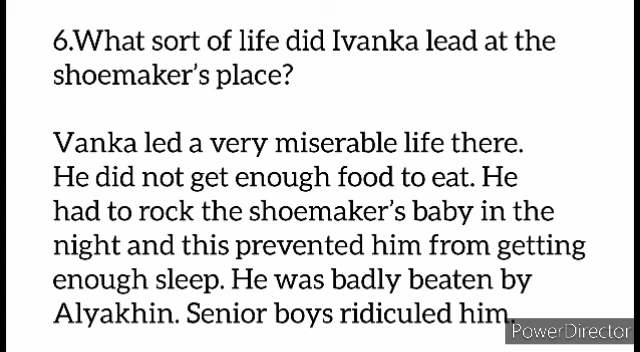 6.What sort of life did Ivanka lead at the
shoemaker's place?
Vanka led a very miserable life there.
He did not get enough food to eat. He
had to rock the shoemaker's baby in the
night and this prevented him from getting
enough sleep. He was badly beaten by
Alyakhin. Senior boys ridiculed him.
PowerDirector